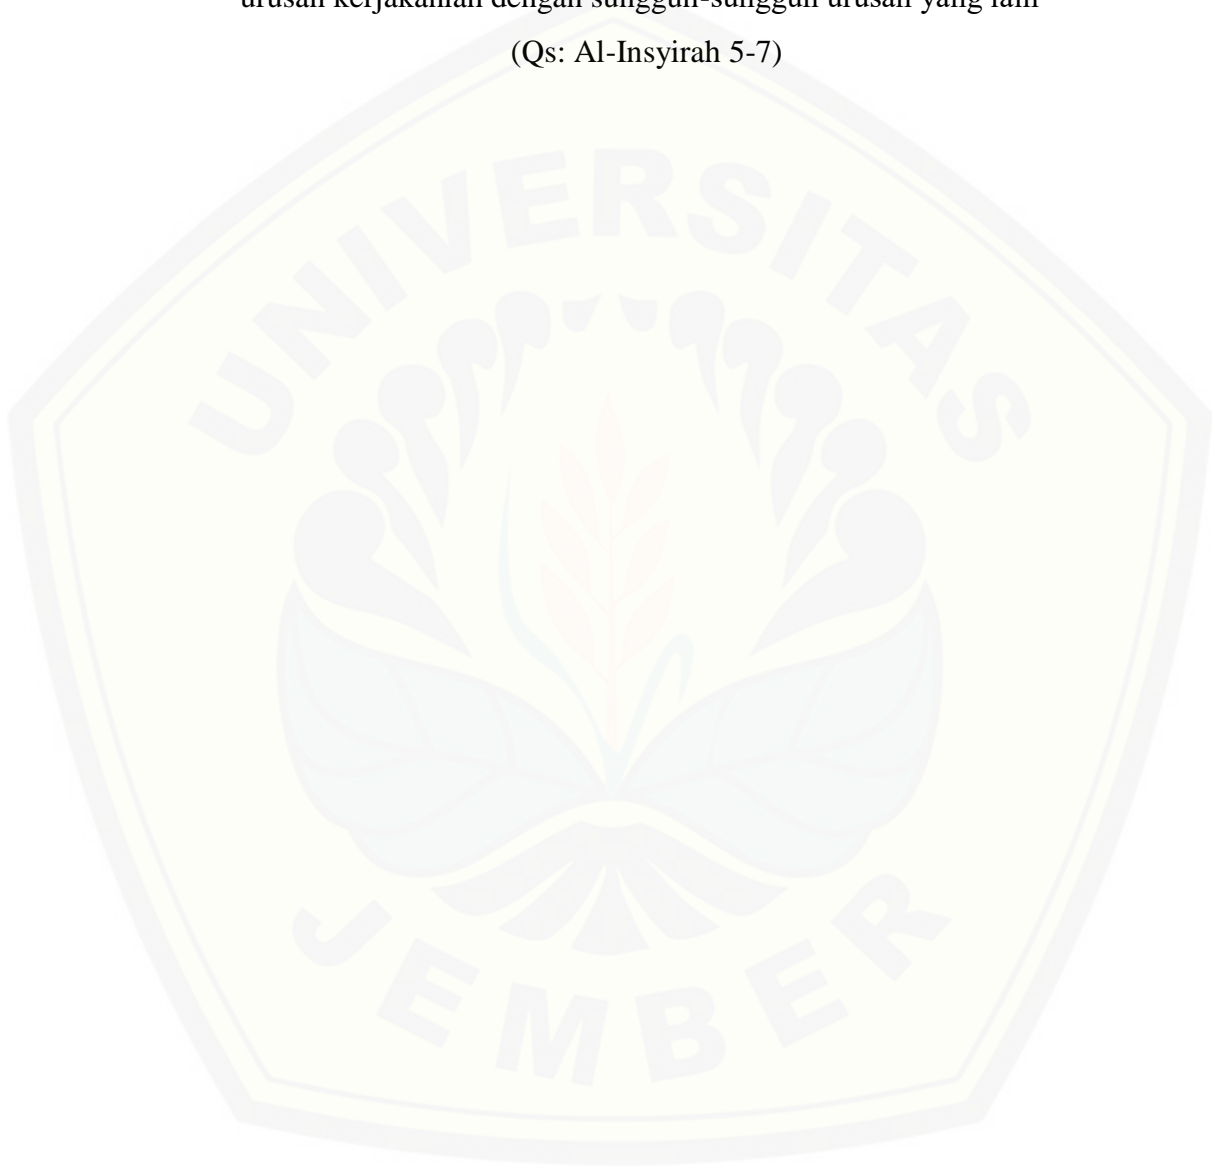 urusan kerjakanlah dengan sungguh-sungguh urusan yang lain
(Qs: Al-Insyirah 5-7)
UNIVERSITAS
JEMBER